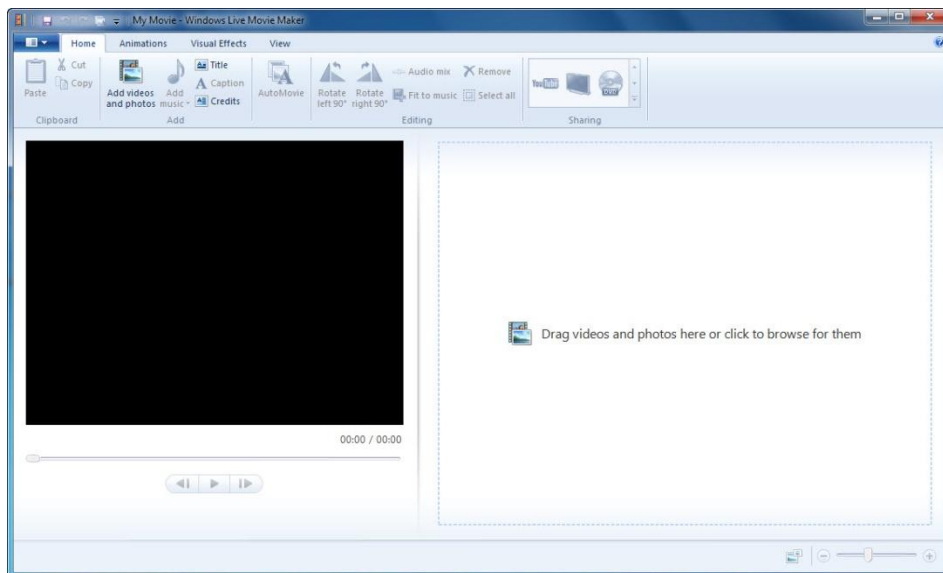 My Movie - Windows Live Movie Maker
Home Animations Visual Effects View
Paste
Cut
Copy
Clipboard
Add videos and photos
Add music
Title
Caption
Credits
Add
AutoMovie
Rotate left 90°
Rotate right 90°
Audio mix
Fit to music
Remove
Select all
Editing
You
Sharing
Drag videos and photos here or click to browse for them
00:00 / 00:00